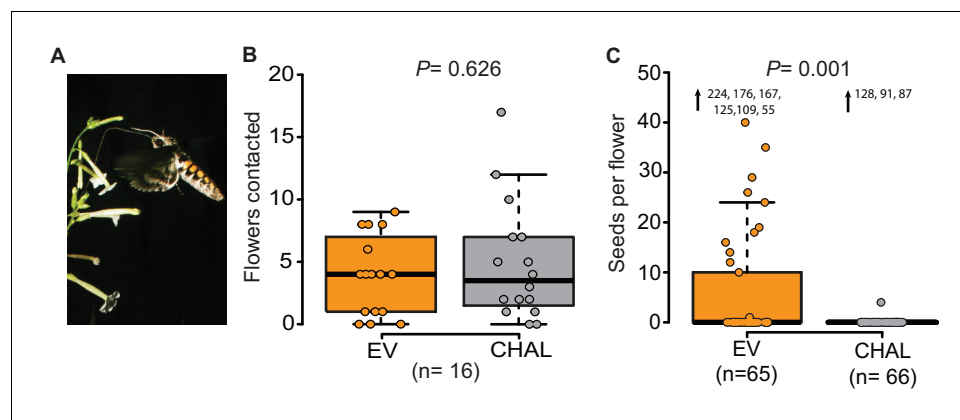 A
B
P= 0.626
Flowers contacted
20
15
10
5
0
EV
CHAL
(n= 16)
C
P= 0.001
Seeds per flower
50
40
30
20
10
0
224, 176, 167,
125,109, 55
128, 91, 87
EV
CHAL
(n=65)
(n= 66)